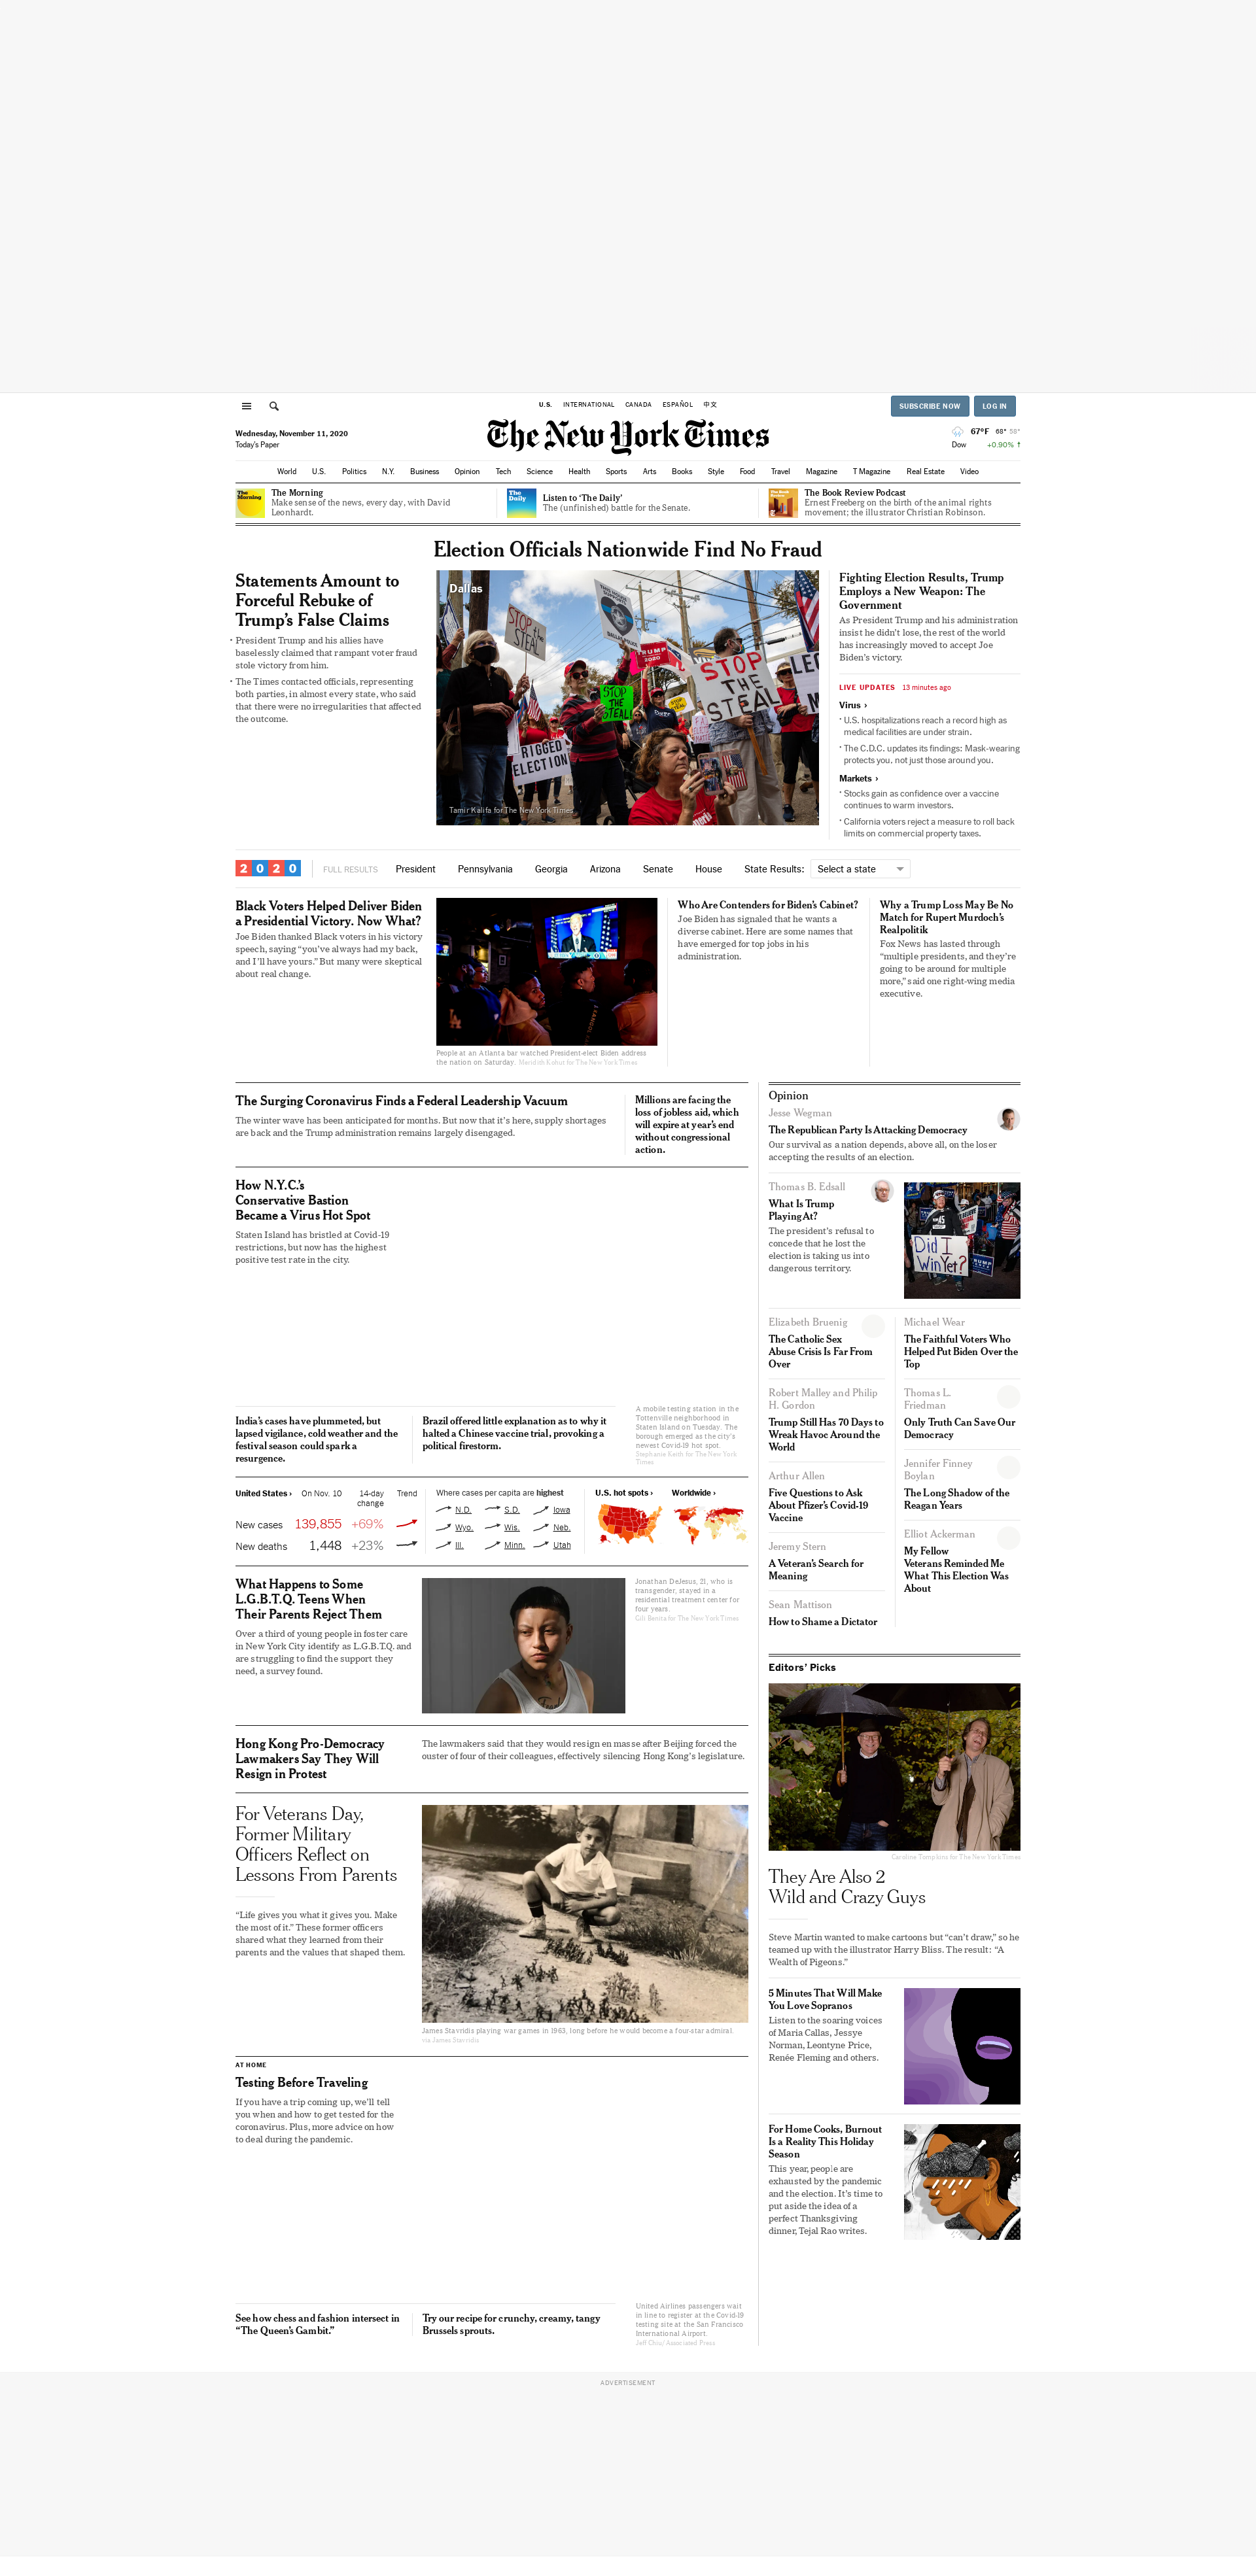 U.S. INTERNATIONAL CANADA ESPAÑOL 中文
SUBSCRIBE NOW LOG IN
Wednesday, November 11, 2020
Today's Paper
The New York Times
67°F 68° 58°
Dow +0.90% ↑
World U.S. Politics N.Y. Business Opinion Tech Science Health Sports Arts Books Style Food Travel Magazine T Magazine Real Estate Video
The Morning
Make sense of the news, every day, with David
Leonhardt.
The Daily
Listen to ‘The Daily’
The (unfinished) battle for the Senate.
The Book Review Podcast
Ernest Freeberg on the birth of the animal rights
movement; the illustrator Christian Robinson.
Election Officials Nationwide Find No Fraud
Statements Amount to
Forceful Rebuke of
Trump’s False Claims
• President Trump and his allies have
baselessly claimed that rampant voter fraud
stole victory from him.
• The Times contacted officials, representing
both parties, in almost every state, who said
that there were no irregularities that affected
the outcome.
Dallas
STOP THE STEAL
TRUMP 2020
STOP THE STEAL!
STOP THE STEAL
RIGGED ELECTION
Tamir Kalifa for The New York Times
Fighting Election Results, Trump
Employs a New Weapon: The
Government
As President Trump and his administration
insist he didn’t lose, the rest of the world
has increasingly moved to accept Joe
Biden’s victory.
LIVE UPDATES 13 minutes ago
Virus ›
• U.S. hospitalizations reach a record high as
medical facilities are under strain.
• The C.D.C. updates its findings: Mask-wearing
protects you, not just those around you.
Markets ›
• Stocks gain as confidence over a vaccine
continues to warm investors.
• California voters reject a measure to roll back
limits on commercial property taxes.
2020 FULL RESULTS President Pennsylvania Georgia Arizona Senate House State Results: Select a state
Black Voters Helped Deliver Biden
a Presidential Victory. Now What?
Joe Biden thanked Black voters in his victory
speech, saying “you’ve always had my back,
and I’ll have yours.” But many were skeptical
about real change.
People at an Atlanta bar watched President-elect Biden address
the nation on Saturday. Meridith Kohut for The New York Times
Who Are Contenders for Biden’s Cabinet?
Joe Biden has signaled that he wants a
diverse cabinet. Here are some names that
have emerged for top jobs in his
administration.
Why a Trump Loss May Be No
Match for Rupert Murdoch’s
Realpolitik
Fox News has lasted through
“multiple presidents, and they’re
going to be around for multiple
more,” said one right-wing media
executive.
The Surging Coronavirus Finds a Federal Leadership Vacuum
The winter wave has been anticipated for months. But now that it’s here, supply shortages
are back and the Trump administration remains largely disengaged.
Millions are facing the
loss of jobless aid, which
will expire at year’s end
without congressional
action.
How N.Y.C.’s
Conservative Bastion
Became a Virus Hot Spot
Staten Island has bristled at Covid-19
restrictions, but now has the highest
positive test rate in the city.
A mobile testing station in the
Tottenville neighborhood in
Staten Island on Tuesday. The
borough emerged as the city’s
newest Covid-19 hot spot.
Stephanie Keith for The New York
Times
India’s cases have plummeted, but
lapsed vigilance, cold weather and the
festival season could spark a
resurgence.
Brazil offered little explanation as to why it
halted a Chinese vaccine trial, provoking a
political firestorm.
United States › On Nov. 10 14-day change Trend
New cases 139,855 +69%
New deaths 1,448 +23%
Where cases per capita are highest
N.D. S.D. Iowa
Wyo. Wis. Neb.
Ill. Minn. Utah
U.S. hot spots › Worldwide ›
What Happens to Some
L.G.B.T.Q. Teens When
Their Parents Reject Them
Over a third of young people in foster care
in New York City identify as L.G.B.T.Q. and
are struggling to find the support they
need, a survey found.
Jonathan DeJesus, 21, who is
transgender, stayed in a
residential treatment center for
four years.
Gili Benita for The New York Times
Hong Kong Pro-Democracy
Lawmakers Say They Will
Resign in Protest
The lawmakers said that they would resign en masse after Beijing forced the
ouster of four of their colleagues, effectively silencing Hong Kong’s legislature.
For Veterans Day,
Former Military
Officers Reflect on
Lessons From Parents
“Life gives you what it gives you. Make
the most of it.” These former officers
shared what they learned from their
parents and the values that shaped them.
James Stavridis playing war games in 1963, long before he would become a four-star admiral.
via James Stavridis
AT HOME
Testing Before Traveling
If you have a trip coming up, we’ll tell
you when and how to get tested for the
coronavirus. Plus, more advice on how
to deal during the pandemic.
United Airlines passengers wait
in line to register at the Covid-19
testing site at the San Francisco
International Airport.
Jeff Chiu/Associated Press
See how chess and fashion intersect in
“The Queen’s Gambit.”
Try our recipe for crunchy, creamy, tangy
Brussels sprouts.
Opinion
Jesse Wegman
The Republican Party Is Attacking Democracy
Our survival as a nation depends, above all, on the loser
accepting the results of an election.
Thomas B. Edsall
What Is Trump
Playing At?
The president’s refusal to
concede that he lost the
election is taking us into
dangerous territory.
Did I Win Yet?
Elizabeth Bruenig
The Catholic Sex
Abuse Crisis Is Far From
Over
Michael Wear
The Faithful Voters Who
Helped Put Biden Over the
Top
Robert Malley and Philip
H. Gordon
Trump Still Has 70 Days to
Wreak Havoc Around the
World
Thomas L.
Friedman
Only Truth Can Save Our
Democracy
Arthur Allen
Five Questions to Ask
About Pfizer’s Covid-19
Vaccine
Jennifer Finney
Boylan
The Long Shadow of the
Reagan Years
Jeremy Stern
A Veteran’s Search for
Meaning
Elliot Ackerman
My Fellow
Veterans Reminded Me
What This Election Was
About
Sean Mattison
How to Shame a Dictator
Editors’ Picks
Caroline Tompkins for The New York Times
They Are Also 2
Wild and Crazy Guys
Steve Martin wanted to make cartoons but “can’t draw,” so he
teamed up with the illustrator Harry Bliss. The result: “A
Wealth of Pigeons.”
5 Minutes That Will Make
You Love Sopranos
Listen to the soaring voices
of Maria Callas, Jessye
Norman, Leontyne Price,
Renée Fleming and others.
For Home Cooks, Burnout
Is a Reality This Holiday
Season
This year, people are
exhausted by the pandemic
and the election. It’s time to
put aside the idea of a
perfect Thanksgiving
dinner, Tejal Rao writes.
ADVERTISEMENT